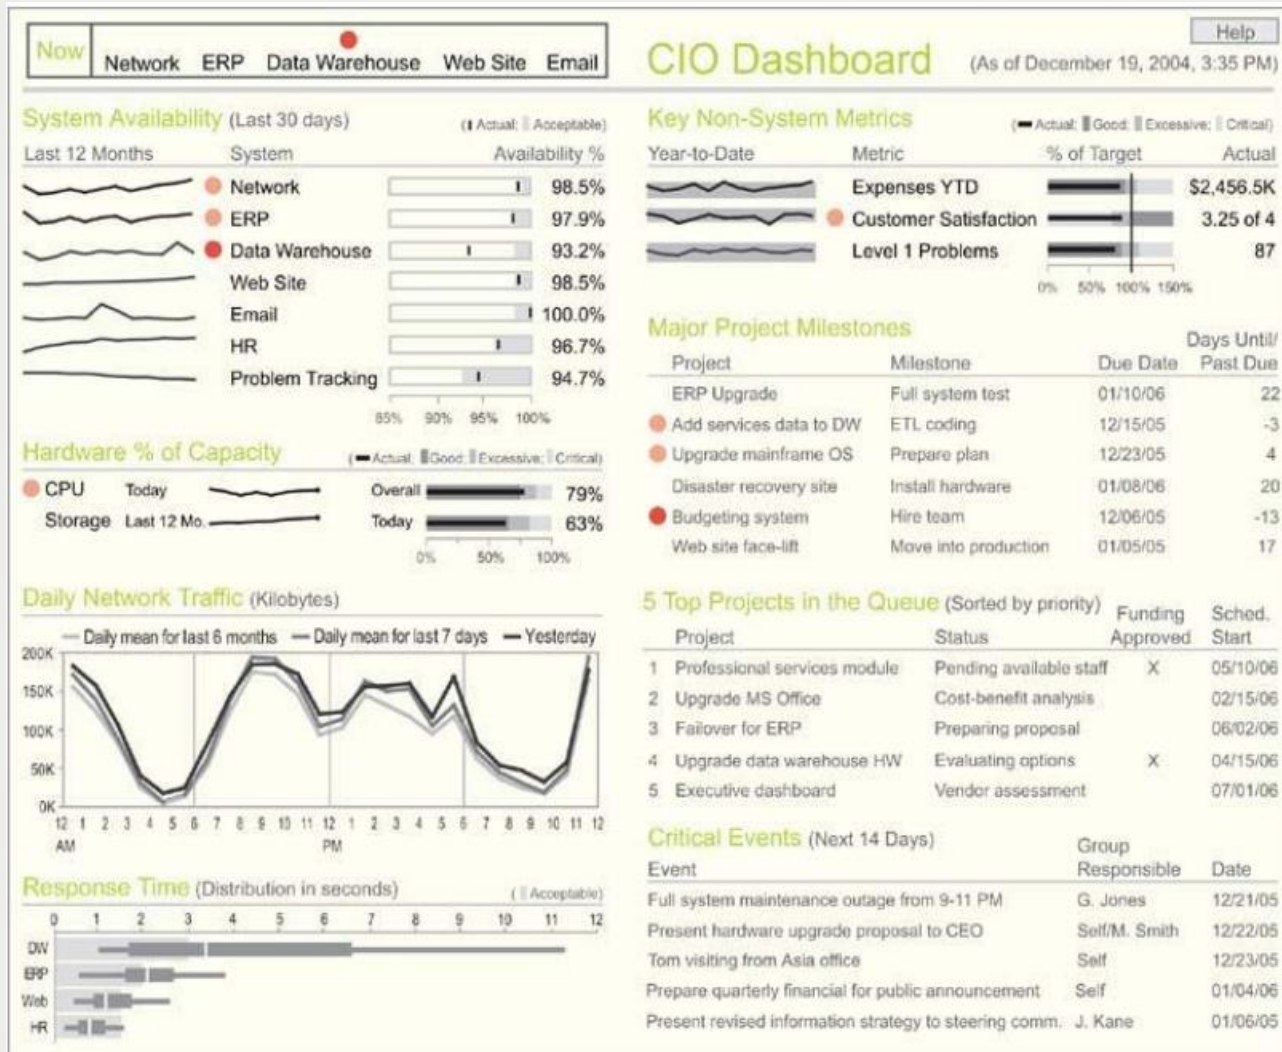 Now Network ERP Data Warehouse Web Site Email
CIO Dashboard
Help
(As of December 19, 2004, 3:35 PM)
System Availability (Last 30 days)
( Actual; Acceptable)
Last 12 Months System Availability %
Network 98.5%
ERP 97.9%
Data Warehouse 93.2%
Web Site 98.5%
Email 100.0%
HR 96.7%
Problem Tracking 94.7%
85% 90% 95% 100%
Hardware % of Capacity
( Actual; Good; Excessive; Critical)
CPU Today Overall 79%
Storage Last 12 Mo. Today 63%
0% 50% 100%
Daily Network Traffic (Kilobytes)
Daily mean for last 6 months Daily mean for last 7 days Yesterday
200K
150K
100K
50K
0K
12 1 2 3 4 5 6 7 8 9 10 11 12 1 2 3 4 5 6 7 8 9 10 11 12
AM PM
Response Time (Distribution in seconds)
( Acceptable)
0 1 2 3 4 5 6 7 8 9 10 11 12
DW
ERP
Web
HR
Key Non-System Metrics
( Actual; Good; Excessive; Critical)
Year-to-Date Metric % of Target Actual
Expenses YTD $2,456.5K
Customer Satisfaction 3.25 of 4
Level 1 Problems 87
0% 50% 100% 150%
Major Project Milestones
Days Until/
Project Milestone Due Date Past Due
ERP Upgrade Full system test 01/10/06 22
Add services data to DW ETL coding 12/15/05 -3
Upgrade mainframe OS Prepare plan 12/23/05 4
Disaster recovery site Install hardware 01/08/06 20
Budgeting system Hire team 12/06/05 -13
Web site face-lift Move into production 01/05/05 17
5 Top Projects in the Queue (Sorted by priority)
Funding Sched.
Project Status Approved Start
1 Professional services module Pending available staff X 05/10/06
2 Upgrade MS Office Cost-benefit analysis 02/15/06
3 Failover for ERP Preparing proposal 06/02/06
4 Upgrade data warehouse HW Evaluating options X 04/15/06
5 Executive dashboard Vendor assessment 07/01/06
Critical Events (Next 14 Days)
Group
Event Responsible Date
Full system maintenance outage from 9-11 PM G. Jones 12/21/05
Present hardware upgrade proposal to CEO Self/M. Smith 12/22/05
Tom visiting from Asia office Self 12/23/05
Prepare quarterly financial for public announcement Self 01/04/06
Present revised information strategy to steering comm. J. Kane 01/06/05